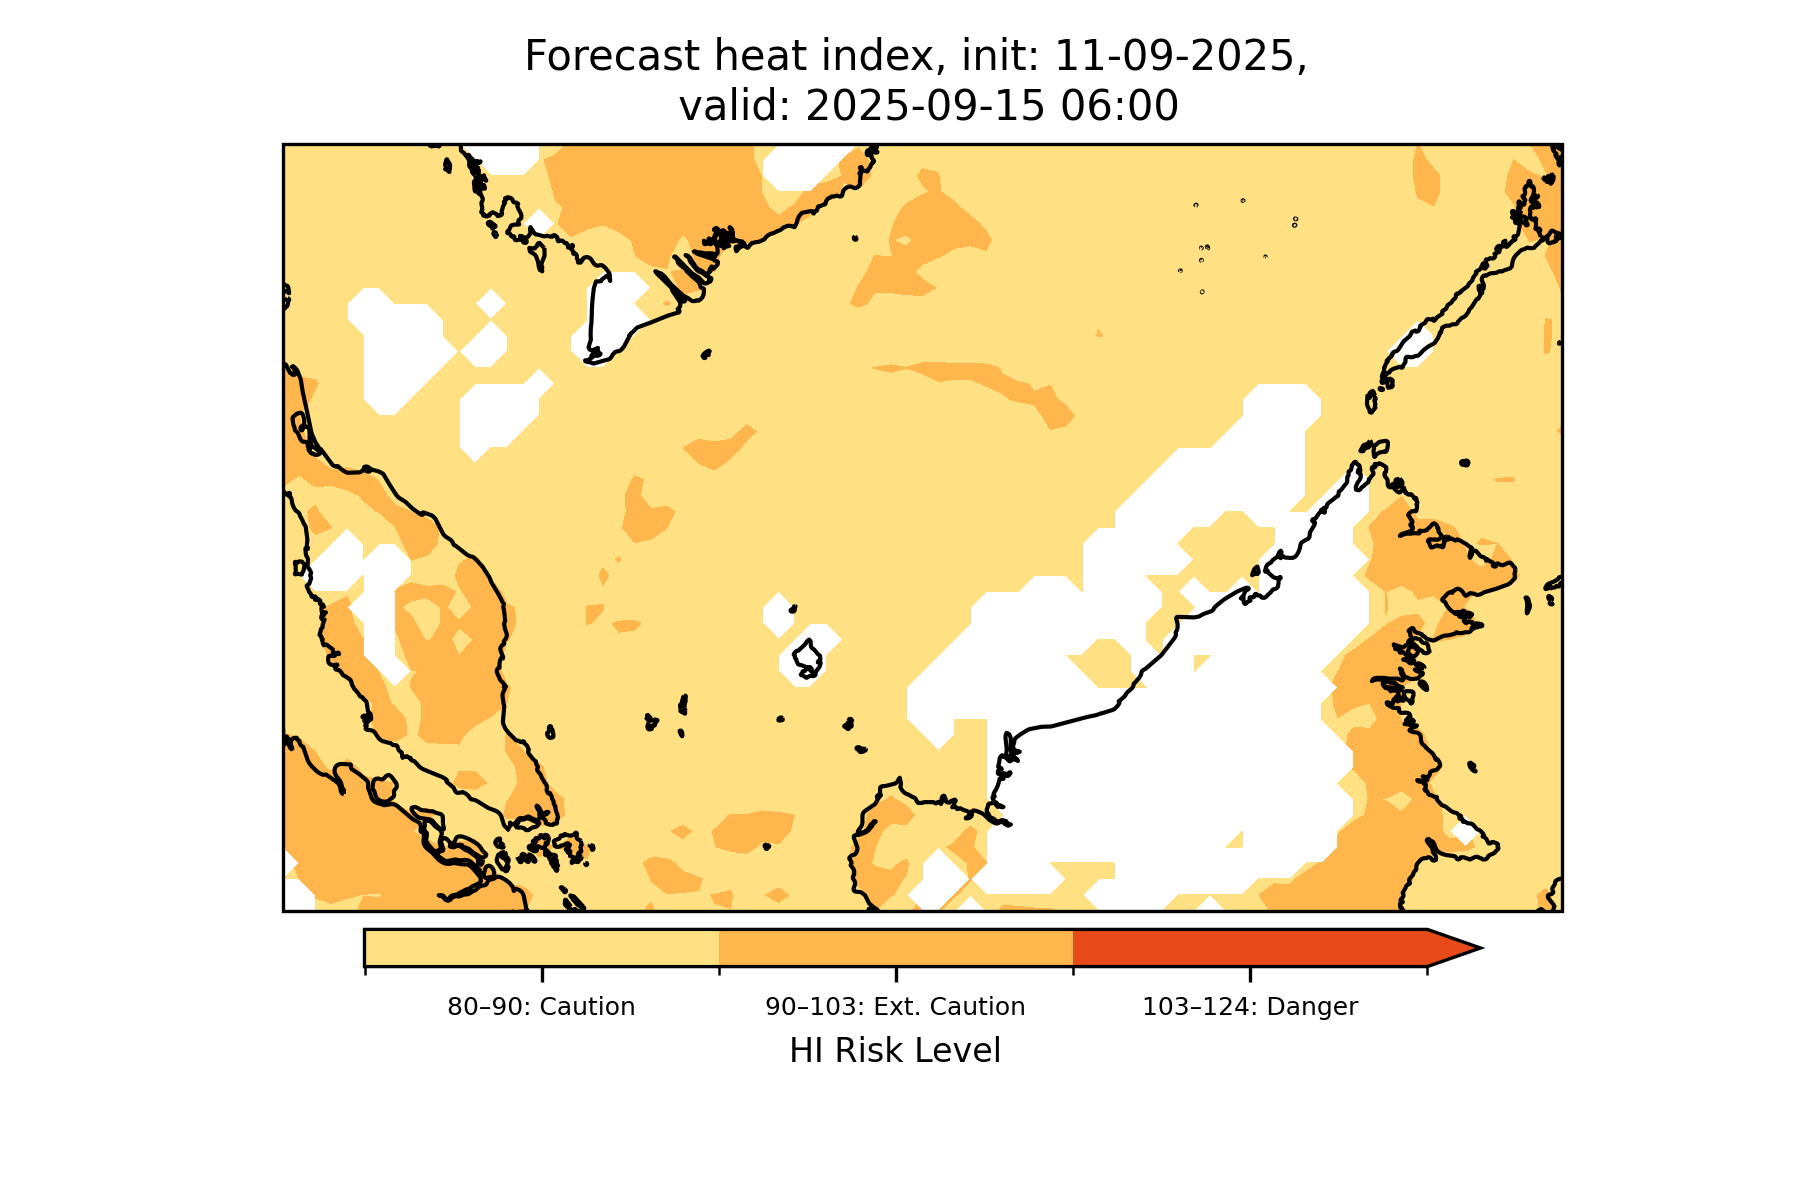 Forecast heat index, init: 11-09-2025,
valid: 2025-09-15 06:00
80–90: Caution
90–103: Ext. Caution
103–124: Danger
HI Risk Level